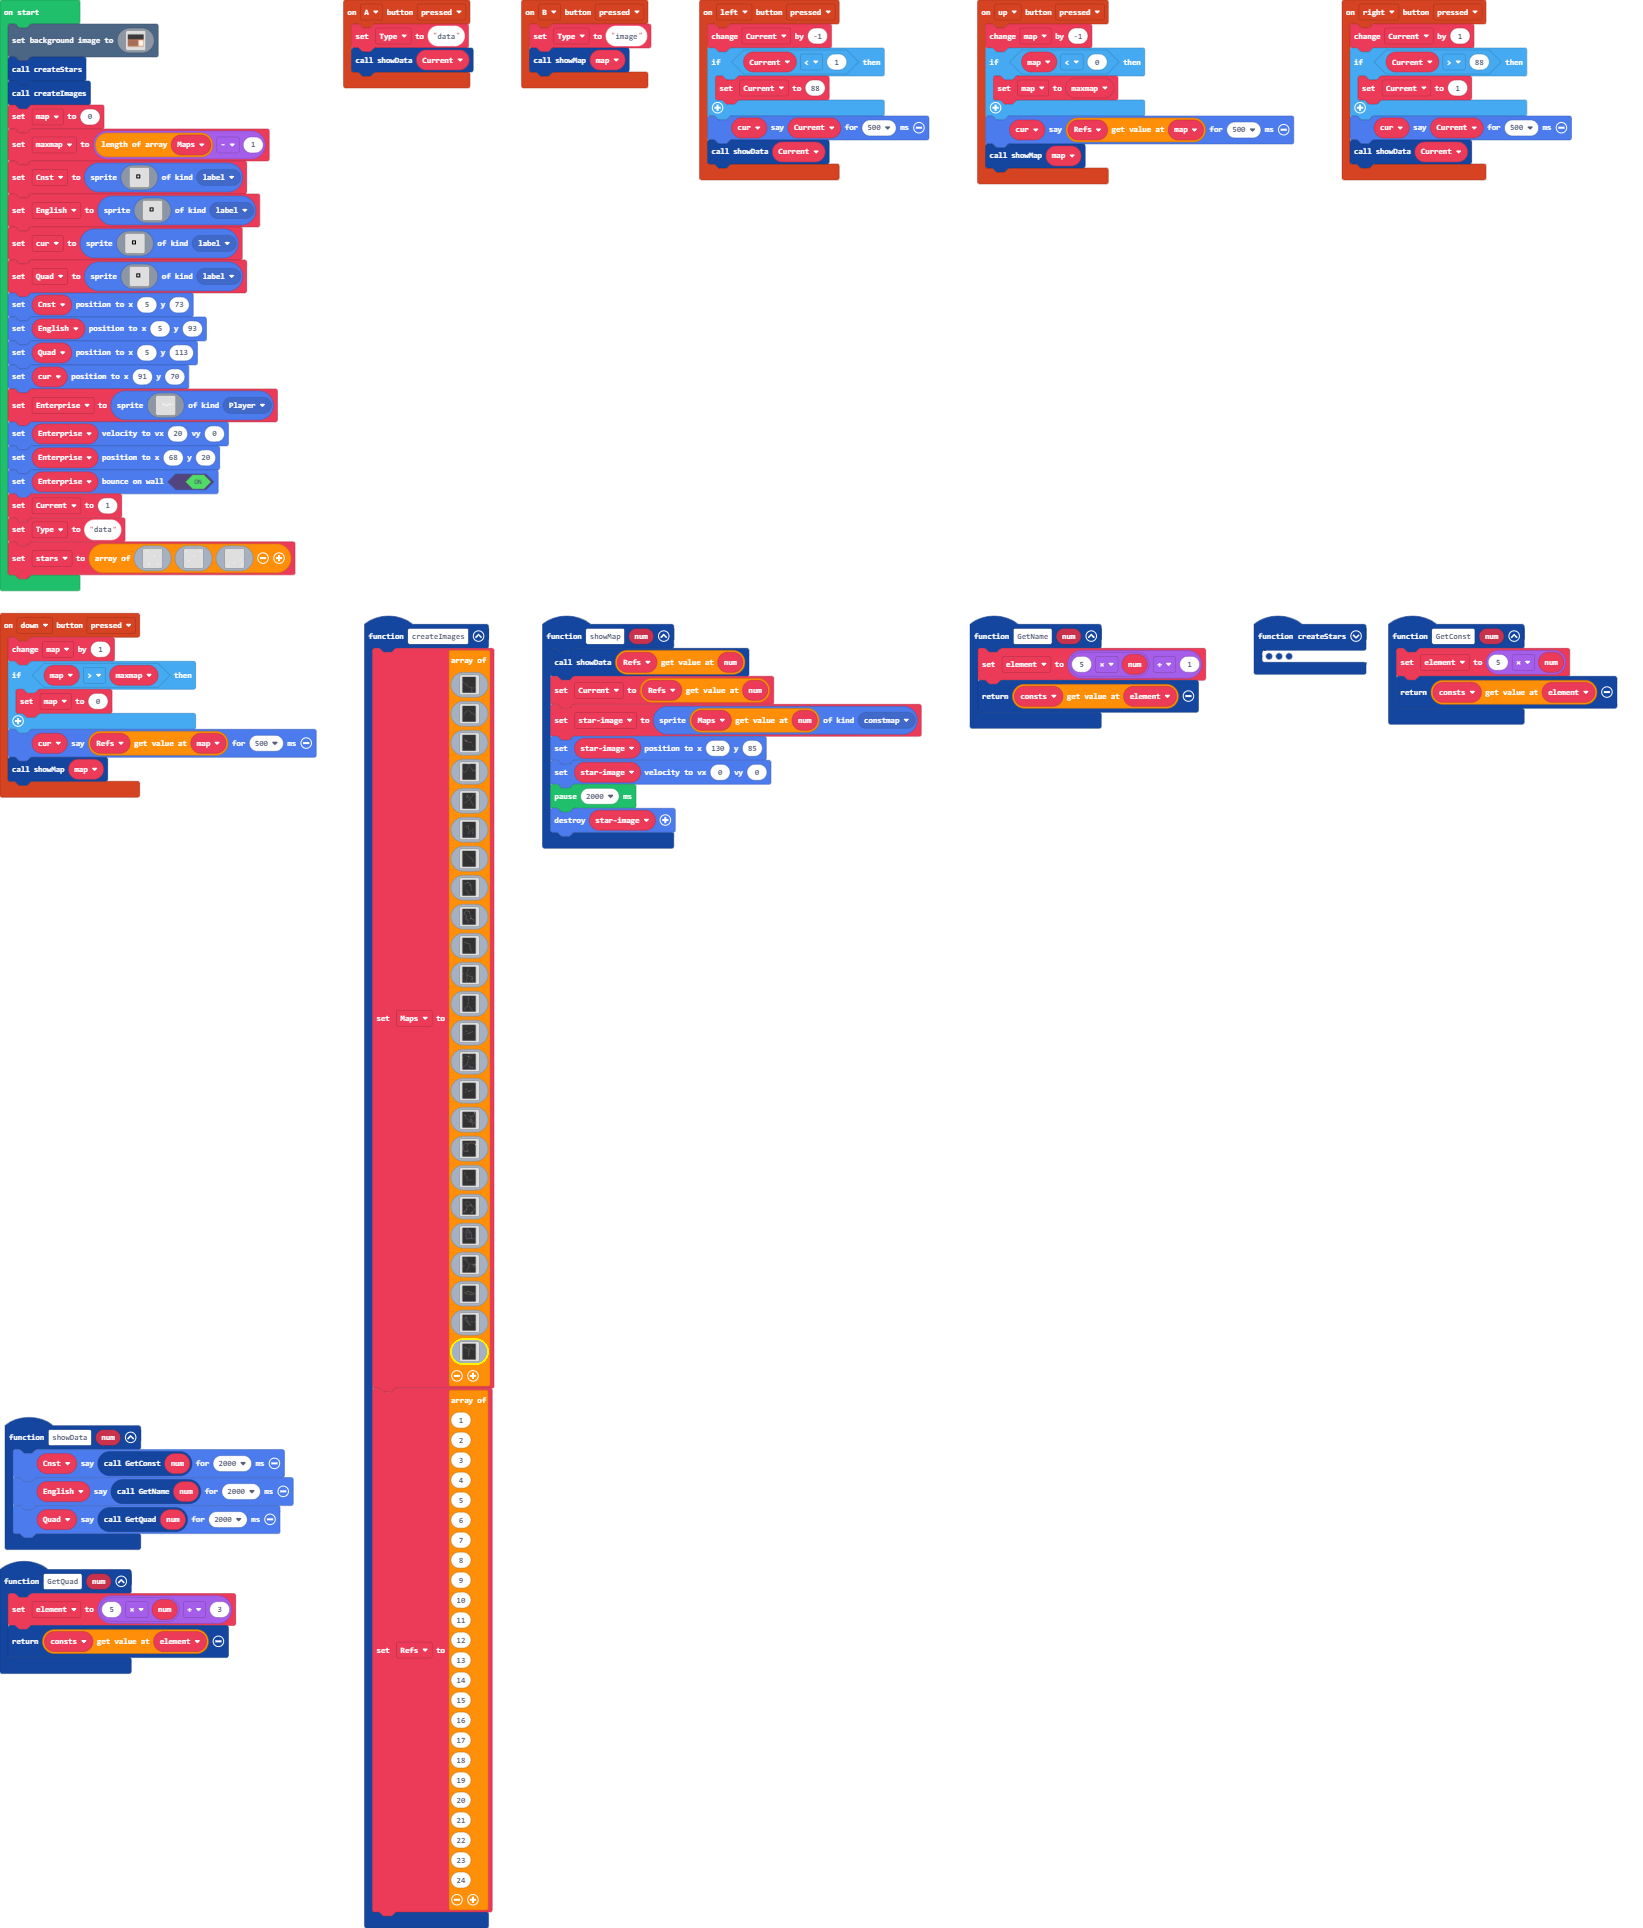 on start
set background image to
call createStars
call createImages
set map to 0
set maxmap to length of array Maps - 1
set Cnst to sprite of kind label
set English to sprite of kind label
set cur to sprite of kind label
set Quad to sprite of kind label
set Cnst position to x 5 y 73
set English position to x 5 y 93
set Quad position to x 5 y 113
set cur position to x 91 y 70
set Enterprise to sprite of kind Player
set Enterprise velocity to vx 20 vy 0
set Enterprise position to x 68 y 20
set Enterprise bounce on wall ON
set Current to 1
set Type to "data"
set stars to array of
on A button pressed
set Type to "data"
call showData Current
on B button pressed
set Type to "image"
call showMap map
on left button pressed
change Current by -1
if Current < 1 then
set Current to 88
cur say Current for 500 ms
call showData Current
on up button pressed
change map by -1
if map < 0 then
set map to maxmap
cur say Refs get value at map for 500 ms
call showMap map
on right button pressed
change Current by 1
if Current > 88 then
set Current to 1
cur say Current for 500 ms
call showData Current
on down button pressed
change map by 1
if map > maxmap then
set map to 0
cur say Refs get value at map for 500 ms
call showMap map
function createImages
array of
set Maps to
array of
1
2
3
4
5
6
7
8
9
10
11
12
set Refs to
13
14
15
16
17
18
19
20
21
22
23
24
function showMap num
call showData Refs get value at num
set Current to Refs get value at num
set star-image to sprite Maps get value at num of kind constmap
set star-image position to x 130 y 85
set star-image velocity to vx 0 vy 0
pause 2000 ms
destroy star-image
function GetName num
set element to 5 × num + 1
return consts get value at element
function createStars
function GetConst num
set element to 5 × num
return consts get value at element
function showData num
Cnst say call GetConst num for 2000 ms
English say call GetName num for 2000 ms
Quad say call GetQuad num for 2000 ms
function GetQuad num
set element to 5 × num + 3
return consts get value at element